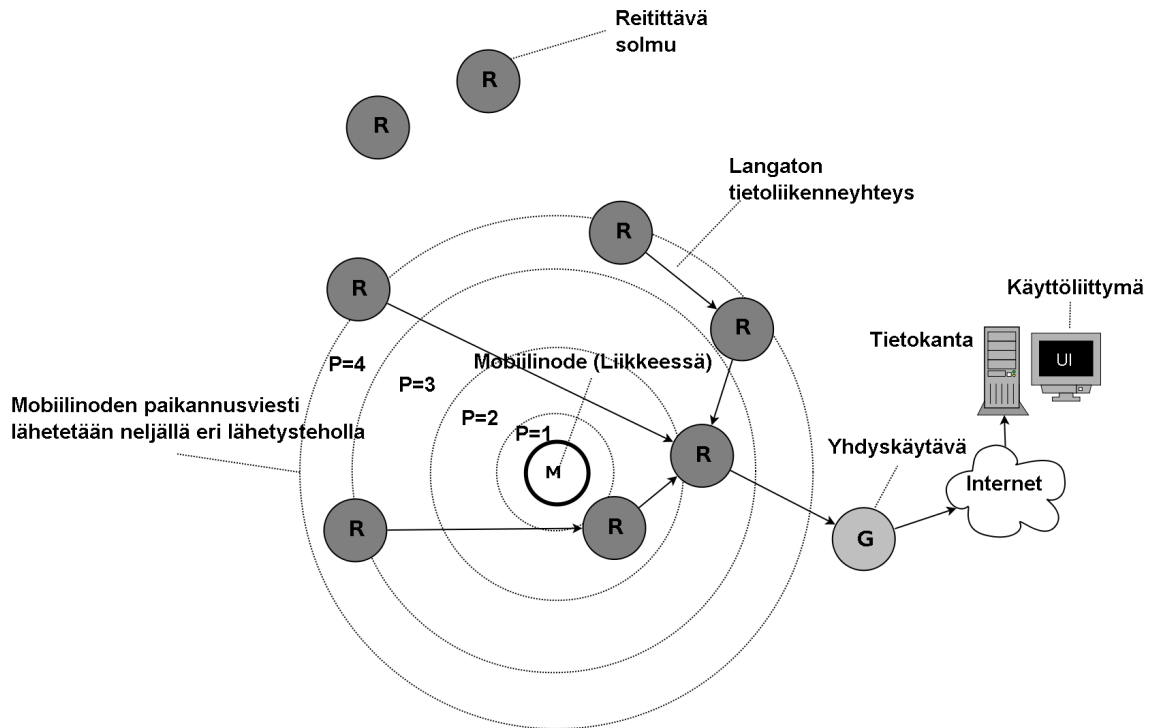 Reitittävä
solmu
R
R
Langaton
tietoliikenneyhteys
R
R
R
Käyttöliittymä
Tietokanta
UI
Mobiilinode (Liikkeessä)
P=4
P=3
P=2
P=1
Mobiilinoden paikannusviesti
lähetetään neljällä eri lähetysteholla
M
R
Yhdyskäytävä
Internet
R
R
G